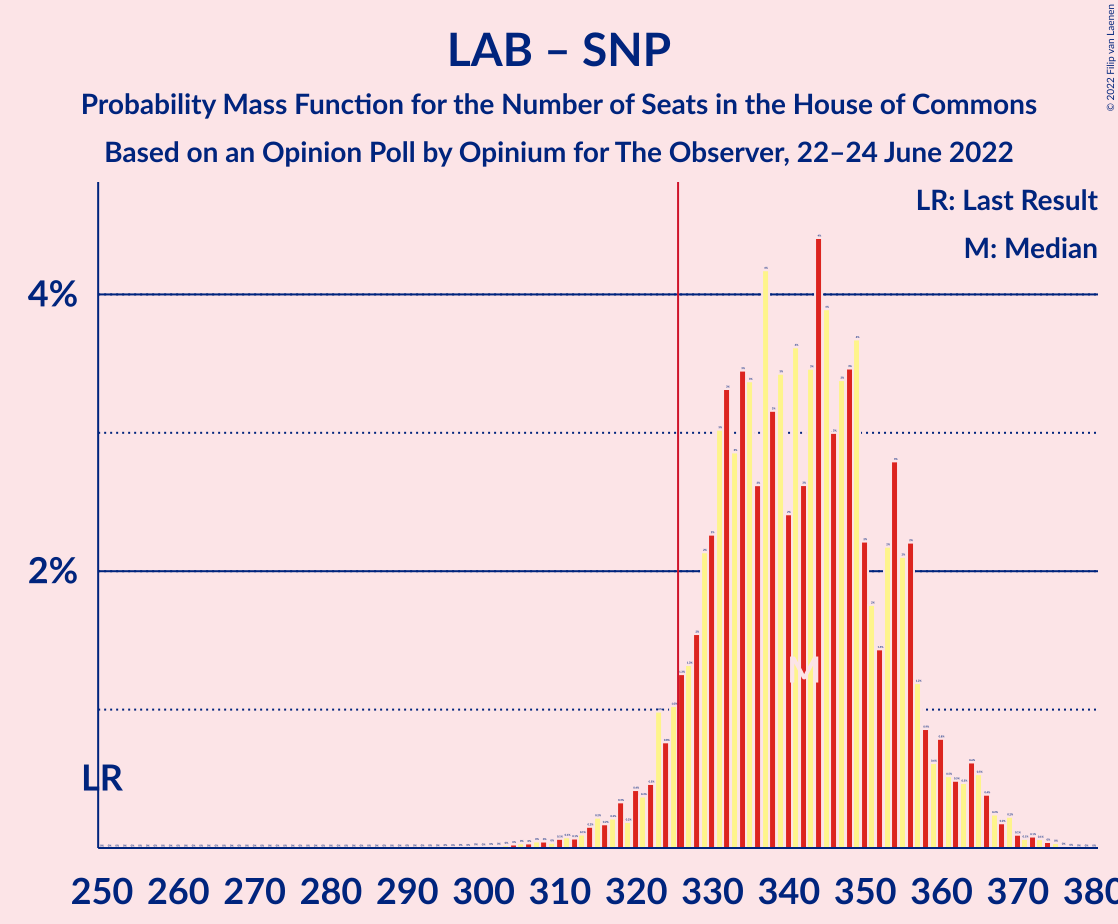 LAB – SNP
Probability Mass Function for the Number of Seats in the House of Commons
Based on an Opinion Poll by Opinium for The Observer, 22–24 June 2022
© 2022 Filip van Laenen
LR: Last Result
M: Median
4%
2%
M
LR
250 260 270 280 290 300 310 320 330 340 350 360 370 380